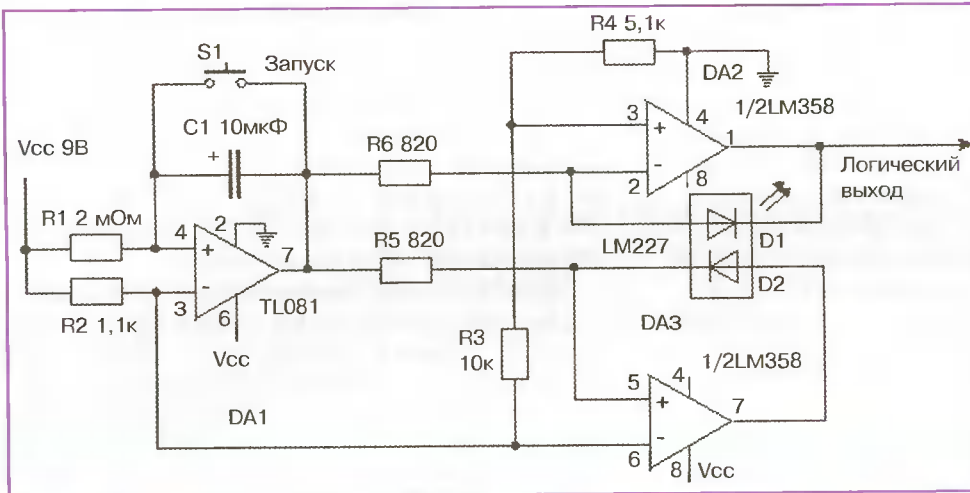 R4 5,1к
S1
Запуск
DA2
1/2LM358
C1 10мкФ
+
3
+
4
1
Vcc 9В
R6 820
-
2
8
Логический
выход
R1 2 мОм
4
+
2
7
R5 820
LM227
D1
D2
-
3
6
TL081
R2 1,1к
Vcc
R3
10к
DA3
1/2LM358
5
+
4
7
DA1
-
6
8
Vcc